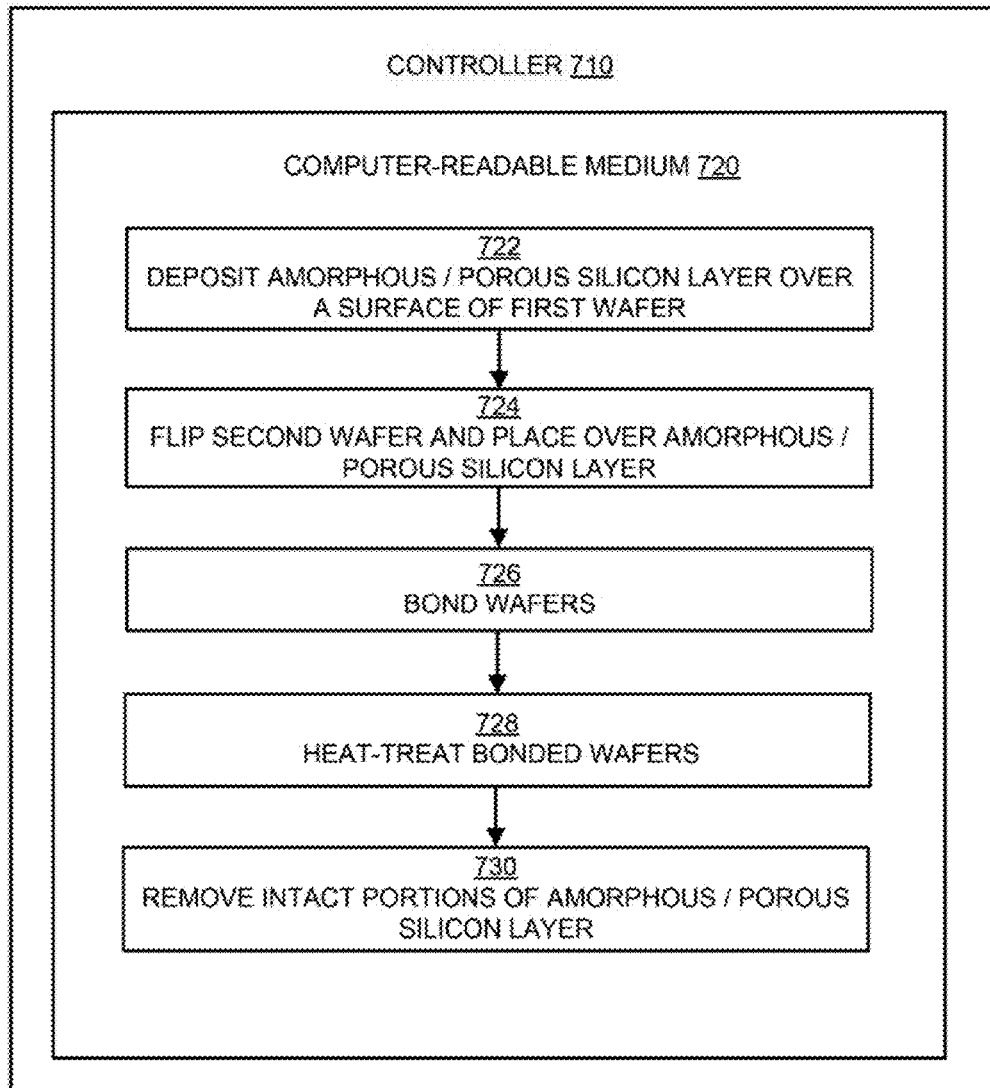 CONTROLLER 710
COMPUTER-READABLE MEDIUM 720
722
DEPOSIT AMORPHOUS / POROUS SILICON LAYER OVER
A SURFACE OF FIRST WAFER
724
FLIP SECOND WAFER AND PLACE OVER AMORPHOUS /
POROUS SILICON LAYER
726
BOND WAFERS
728
HEAT-TREAT BONDED WAFERS
730
REMOVE INTACT PORTIONS OF AMORPHOUS / POROUS
SILICON LAYER